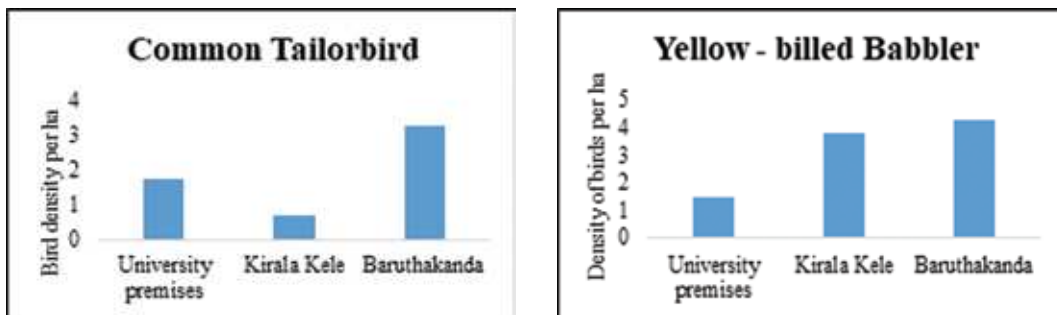 Common Tailorbird
Bird density per ha
4
3
2
1
0
University
premises
Kirala Kele
Baruthakanda
Yellow - billed Babbler
Density of birds per ha
5
4
3
2
1
0
University
premises
Kirala Kele
Baruthakanda